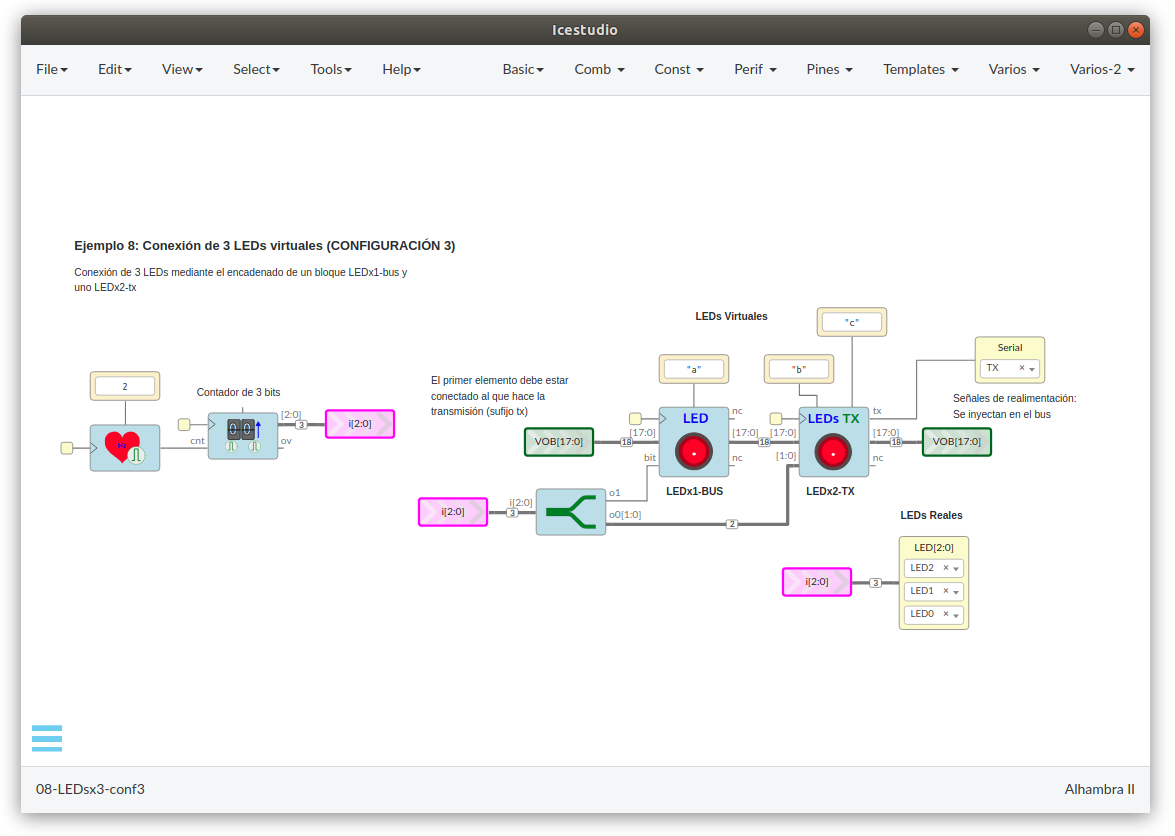 Icestudio
File Edit View Select Tools Help Basic Comb Const Perif Pines Templates Varios Varios-2
Ejemplo 8: Conexión de 3 LEDs virtuales (CONFIGURACIÓN 3)
Conexión de 3 LEDs mediante el encadenado de un bloque LEDx1-bus y
uno LEDx2-tx
2
Hz
Contador de 3 bits
cnt
00
[2:0]
3
ov
i[2:0]
El primer elemento debe estar
conectado al que hace la
transmisión (sufijo tx)
LEDs Virtuales
"a"
"b"
"c"
VOB[17:0]
18
[17:0]
bit
LED
nc
[17:0]
nc
18
LEDx1-BUS
[17:0]
[1:0]
LEDs TX
tx
[17:0]
nc
18
LEDx2-TX
VOB[17:0]
Serial
TX
Señales de realimentación:
Se inyectan en el bus
i[2:0]
3
i[2:0]
o1
o0[1:0]
2
LEDs Reales
i[2:0]
3
LED[2:0]
LED2
LED1
LED0
08-LEDsx3-conf3
Alhambra II